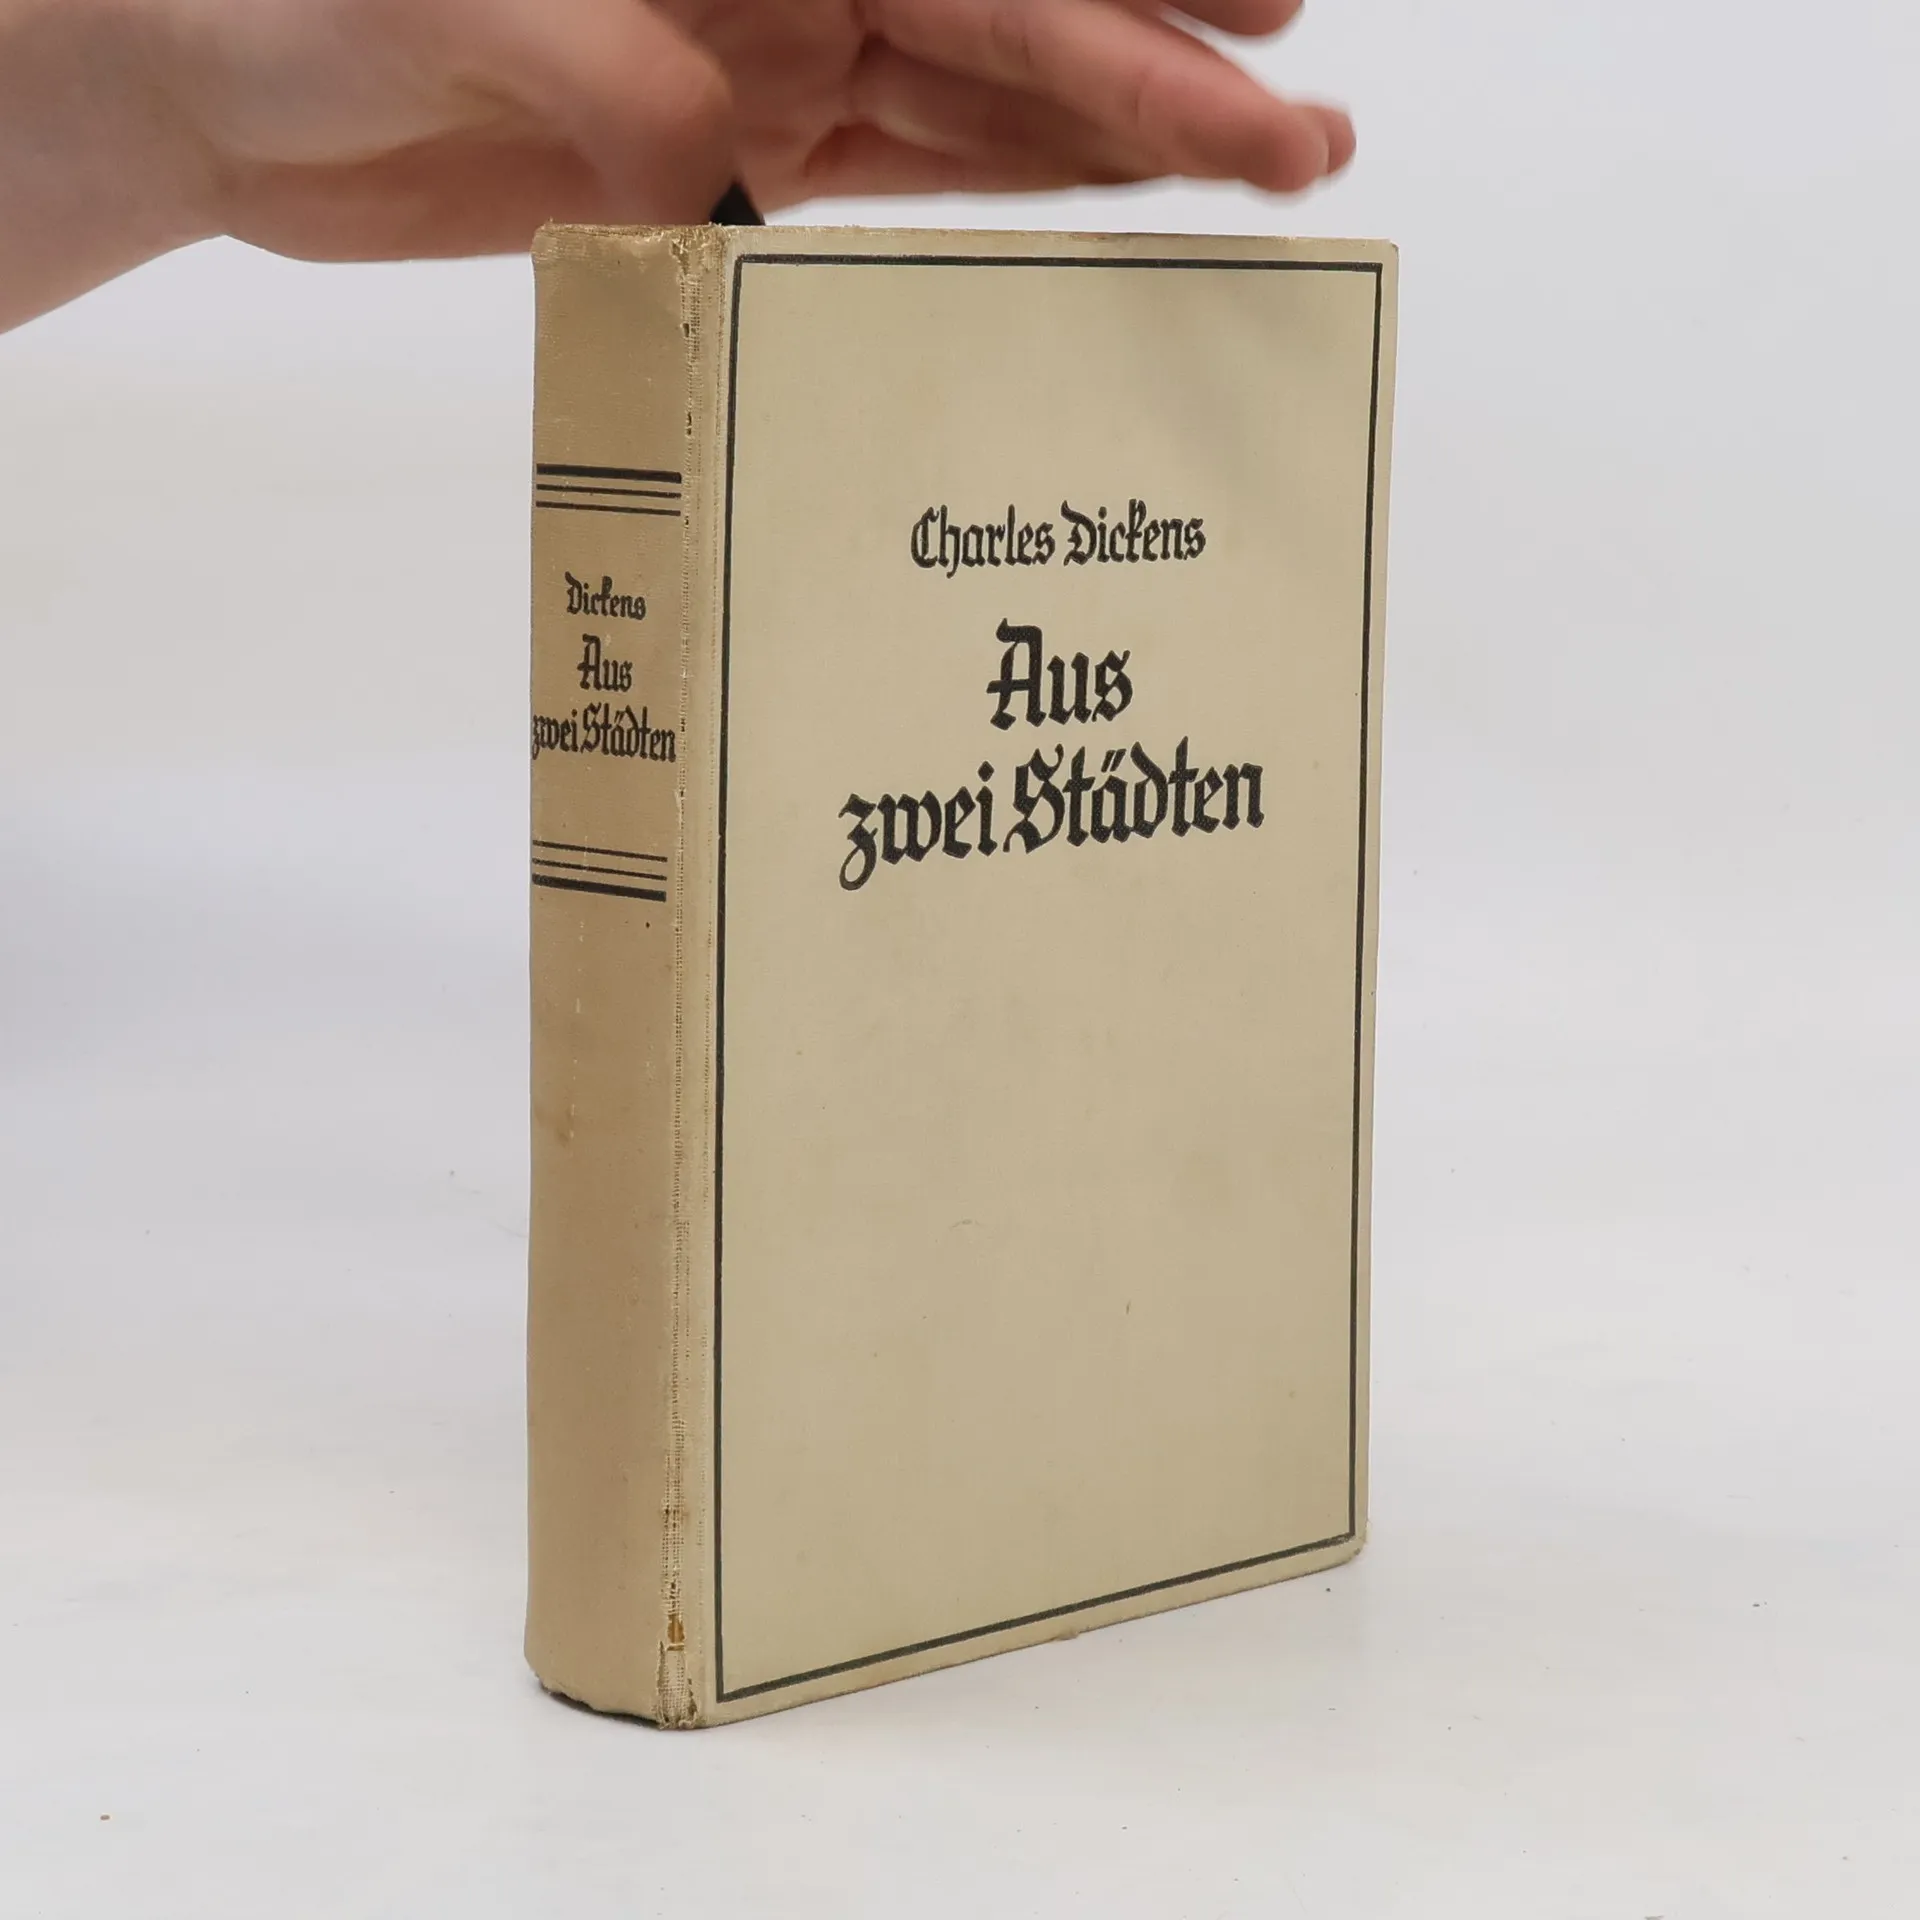 Dickens
Aus
zwei Städten
Charles Dickens
Aus
zwei Städten